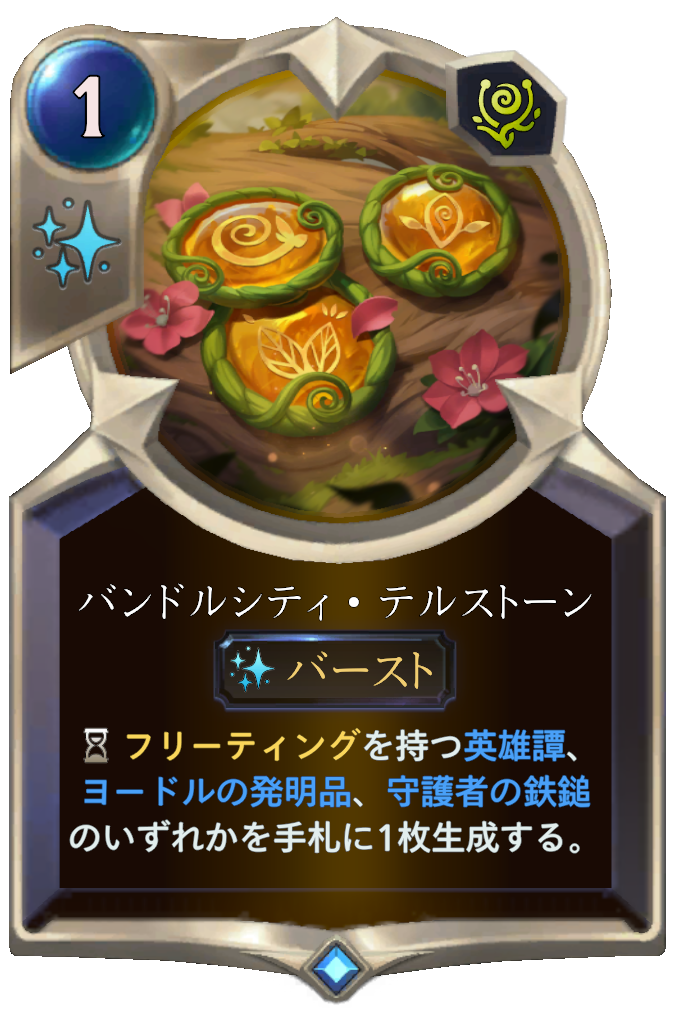 1
バンドルシティ・テルストーン
バースト
フリーティングを持つ英雄譚、
ヨードルの発明品、守護者の鉄鎚
のいずれかを手札に1枚生成する。